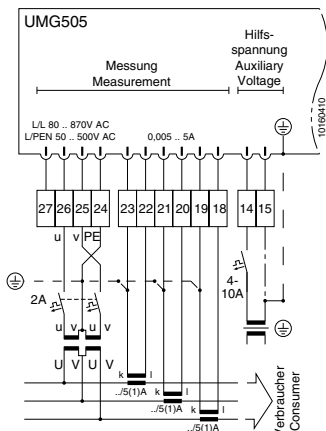 UMG505
Hilfs-
spannung
Auxiliary
Voltage
Messung
Measurement
L/L 80 .. 870V AC
L/PEN 50 .. 500V AC
0,005 .. 5A
10160410
27 26 25 24 23 22 21 20 19 18 14 15
u v PE
2A
4-
10A
u v u v
U V U V
k l
../5(1)A
k l
../5(1)A
k l
../5(1)A
Verbraucher
Consumer